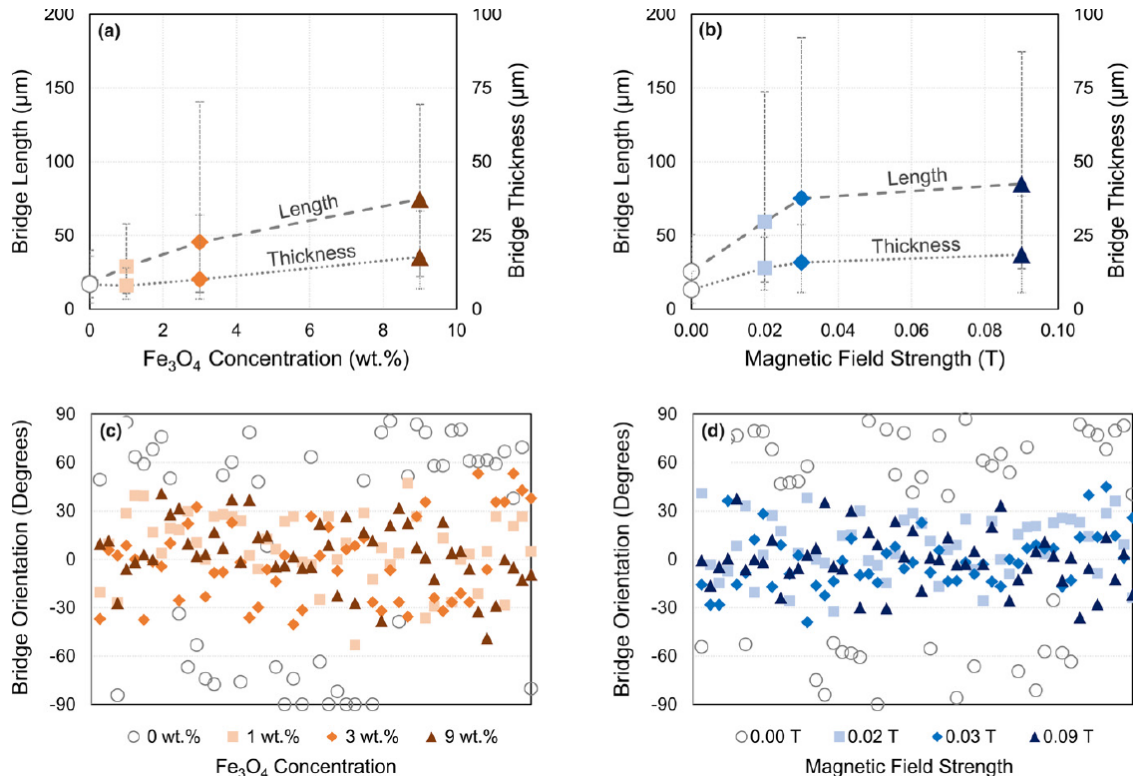 (a)
200
150
100
50
0
Bridge Length (µm)
100
75
50
25
0
Bridge Thickness (µm)
Length
Thickness
0 2 4 6 8 10
Fe₃O₄ Concentration (wt.%)
(b)
200
150
100
50
0
Bridge Length (µm)
100
75
50
25
0
Bridge Thickness (µm)
Length
Thickness
0.00 0.02 0.04 0.06 0.08 0.10
Magnetic Field Strength (T)
(c)
90
60
30
0
-30
-60
-90
Bridge Orientation (Degrees)
0 wt.% 1 wt.% 3 wt.% 9 wt.%
Fe₃O₄ Concentration
(d)
90
60
30
0
-30
-60
-90
Bridge Orientation (Degrees)
0.00 T 0.02 T 0.03 T 0.09 T
Magnetic Field Strength